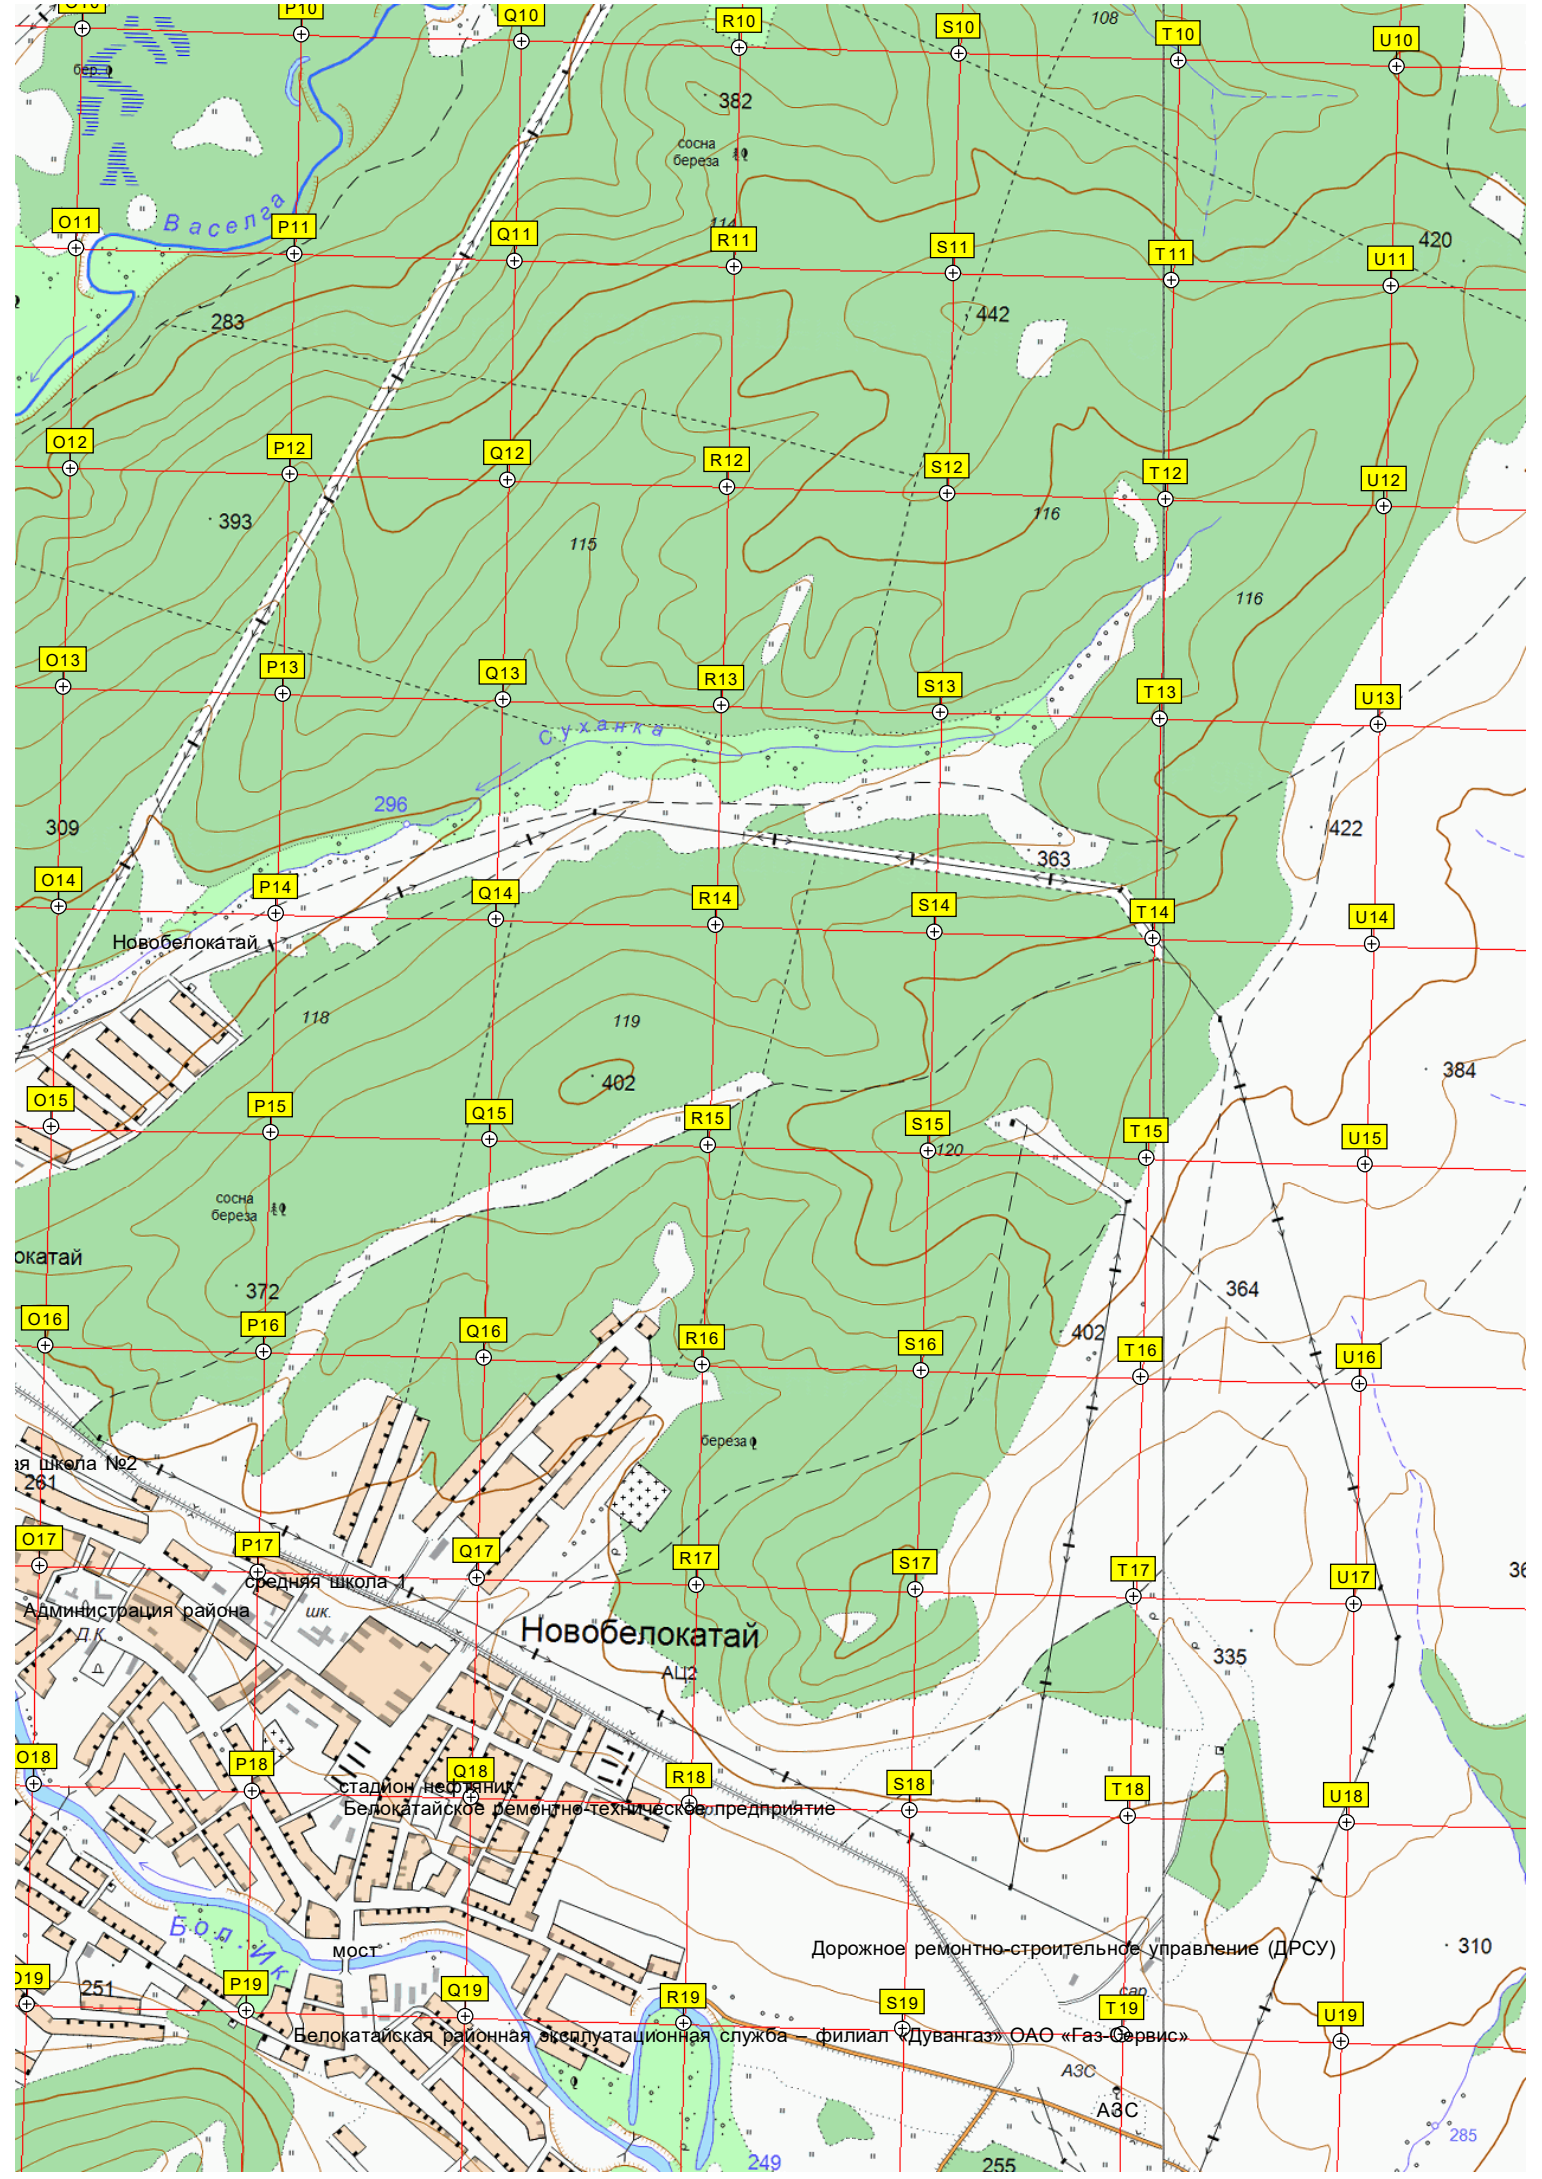 P10
Q10
R10
S10
108
T10
U10
бер.
382
сосна
береза
Васелга
O11
P11
Q11
114
R11
S11
T11
420
U11
283
442
O12
P12
Q12
R12
S12
T12
U12
393
115
116
116
O13
P13
Q13
R13
S13
T13
U13
Суханка
296
309
422
363
O14
P14
Q14
R14
S14
T14
U14
Новобелокатай
118
119
402
384
O15
P15
Q15
R15
S15
120
T15
U15
сосна
береза
окатай
372
364
402
O16
P16
Q16
R16
S16
T16
U16
береза
ая школа №2
261
O17
P17
Q17
R17
S17
T17
U17
36
средняя школа 1
Администрация района
шк.
Д.К.
Новобелокатай
АЦ2
335
O18
P18
Q18
R18
S18
T18
U18
стадион нефтяник
Белокатайское ремонтно-техническое предприятие
Бол. Ик
мост
Дорожное ремонтно-строительное управление (ДРСУ)
310
O19
251
P19
Q19
R19
S19
сар.
T19
U19
Белокатайская районная эксплуатационная служба – филиал «Дувангаз» ОАО «Газ-Сервис»
АЗС
АЗС
285
249
255